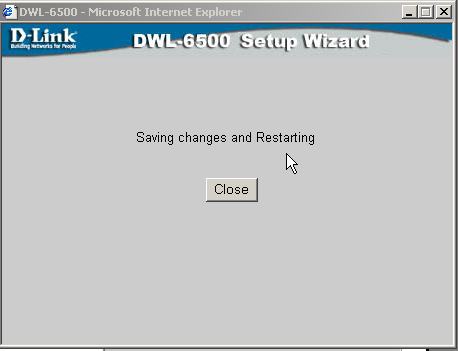 DWL-6500 - Microsoft Internet Explorer
D-Link
Building Networks for People
DWL-6500 Setup Wizard
Saving changes and Restarting
Close